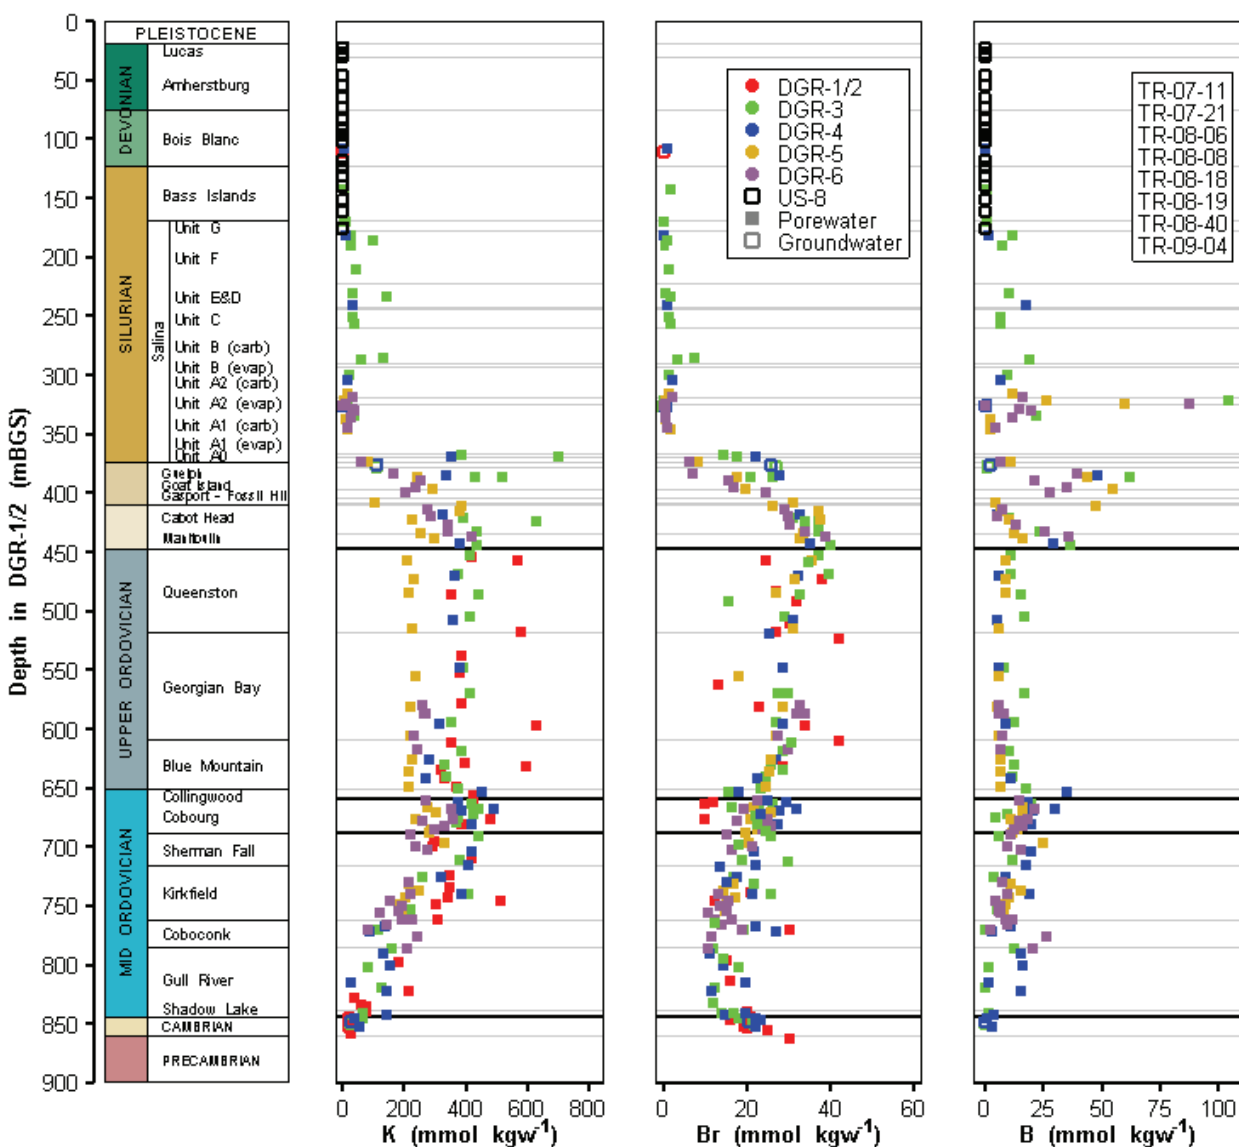 Depth in DGR-1/2 (mBGS)
0
50
100
150
200
250
300
350
400
450
500
550
600
650
700
750
800
850
900
PLEISTOCENE
DEVONIAN
SILURIAN
UPPER ORDOVICIAN
MID ORDOVICIAN
Lucas
Amherstburg
Bois Blanc
Bass Islands
Salina
Unit G
Unit F
Unit E&D
Unit C
Unit B (carb)
Unit B (evap)
Unit A2 (carb)
Unit A2 (evap)
Unit A1 (carb)
Unit A1 (evap)
Unit A0
Guelph
Goat Island
Gasport - Fossil Hill
Cabot Head
Manitoulin
Queenston
Georgian Bay
Blue Mountain
Collingwood
Cobourg
Sherman Fall
Kirkfield
Coboconk
Gull River
Shadow Lake
CAMBRIAN
PRECAMBRIAN
0 200 400 600 800
K (mmol kgw⁻¹)
DGR-1/2
DGR-3
DGR-4
DGR-5
DGR-6
US-8
Porewater
Groundwater
0 20 40 60
Br (mmol kgw⁻¹)
TR-07-11
TR-07-21
TR-08-06
TR-08-08
TR-08-18
TR-08-19
TR-08-40
TR-09-04
0 25 50 75 100
B (mmol kgw⁻¹)